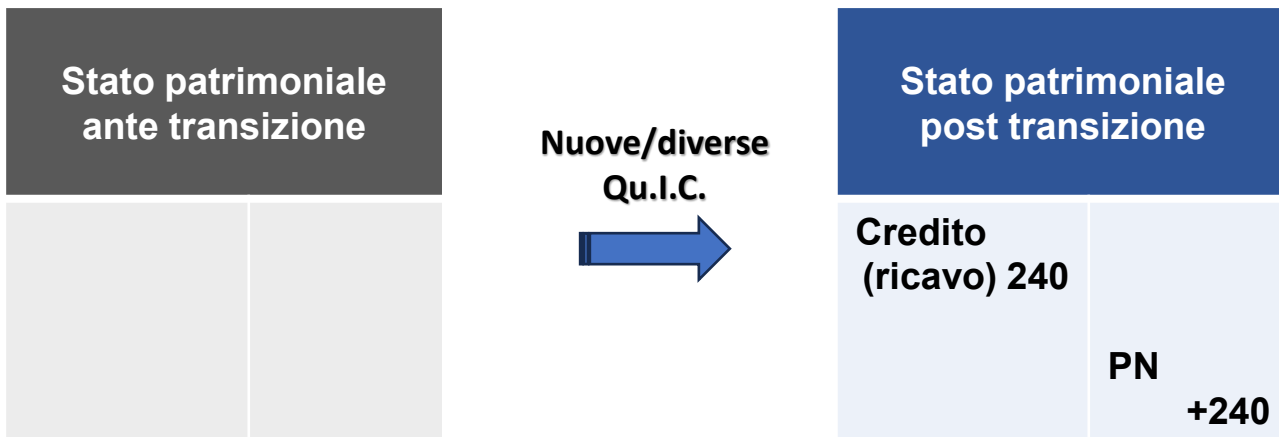 Stato patrimoniale
ante transizione
Nuove/diverse
Qu.I.C.
Stato patrimoniale
post transizione
Credito
(ricavo) 240
PN
+240